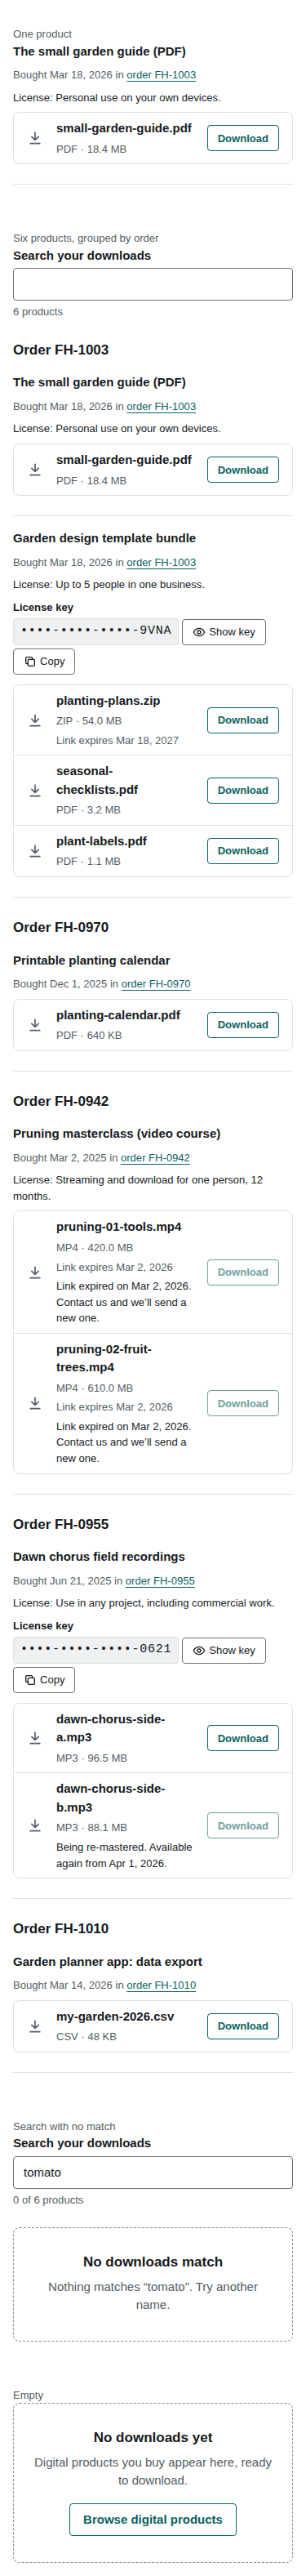 One product
The small garden guide (PDF)
Bought Mar 18, 2026 in order FH-1003
License: Personal use on your own devices.
small-garden-guide.pdf
PDF · 18.4 MB
Download
Six products, grouped by order
Search your downloads
6 products
Order FH-1003
The small garden guide (PDF)
Bought Mar 18, 2026 in order FH-1003
License: Personal use on your own devices.
small-garden-guide.pdf
PDF · 18.4 MB
Download
Garden design template bundle
Bought Mar 18, 2026 in order FH-1003
License: Up to 5 people in one business.
License key
••••-••••-••••-9VNA
Show key
Copy
planting-plans.zip
ZIP · 54.0 MB
Link expires Mar 18, 2027
Download
seasonal-
checklists.pdf
PDF · 3.2 MB
Download
plant-labels.pdf
PDF · 1.1 MB
Download
Order FH-0970
Printable planting calendar
Bought Dec 1, 2025 in order FH-0970
planting-calendar.pdf
PDF · 640 KB
Download
Order FH-0942
Pruning masterclass (video course)
Bought Mar 2, 2025 in order FH-0942
License: Streaming and download for one person, 12
months.
pruning-01-tools.mp4
MP4 · 420.0 MB
Link expires Mar 2, 2026
Link expired on Mar 2, 2026.
Contact us and we’ll send a
new one.
Download
pruning-02-fruit-
trees.mp4
MP4 · 610.0 MB
Link expires Mar 2, 2026
Link expired on Mar 2, 2026.
Contact us and we’ll send a
new one.
Download
Order FH-0955
Dawn chorus field recordings
Bought Jun 21, 2025 in order FH-0955
License: Use in any project, including commercial work.
License key
••••-••••-••••-0621
Show key
Copy
dawn-chorus-side-
a.mp3
MP3 · 96.5 MB
Download
dawn-chorus-side-
b.mp3
MP3 · 88.1 MB
Being re-mastered. Available
again from Apr 1, 2026.
Download
Order FH-1010
Garden planner app: data export
Bought Mar 14, 2026 in order FH-1010
my-garden-2026.csv
CSV · 48 KB
Download
Search with no match
Search your downloads
tomato
0 of 6 products
No downloads match
Nothing matches “tomato”. Try another
name.
Empty
No downloads yet
Digital products you buy appear here, ready
to download.
Browse digital products